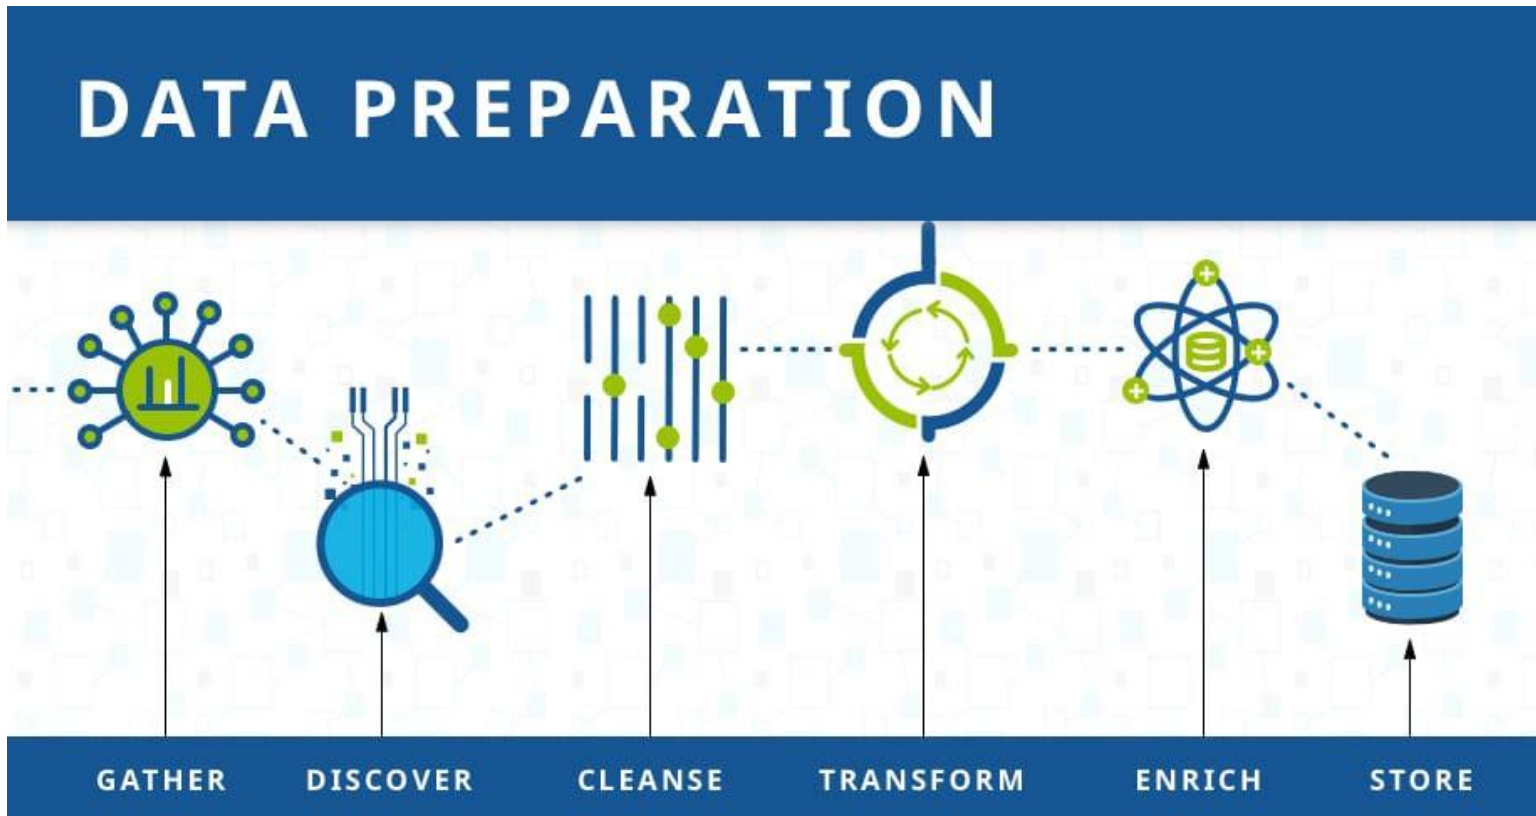 DATA PREPARATION
GATHER DISCOVER CLEANSE TRANSFORM ENRICH STORE